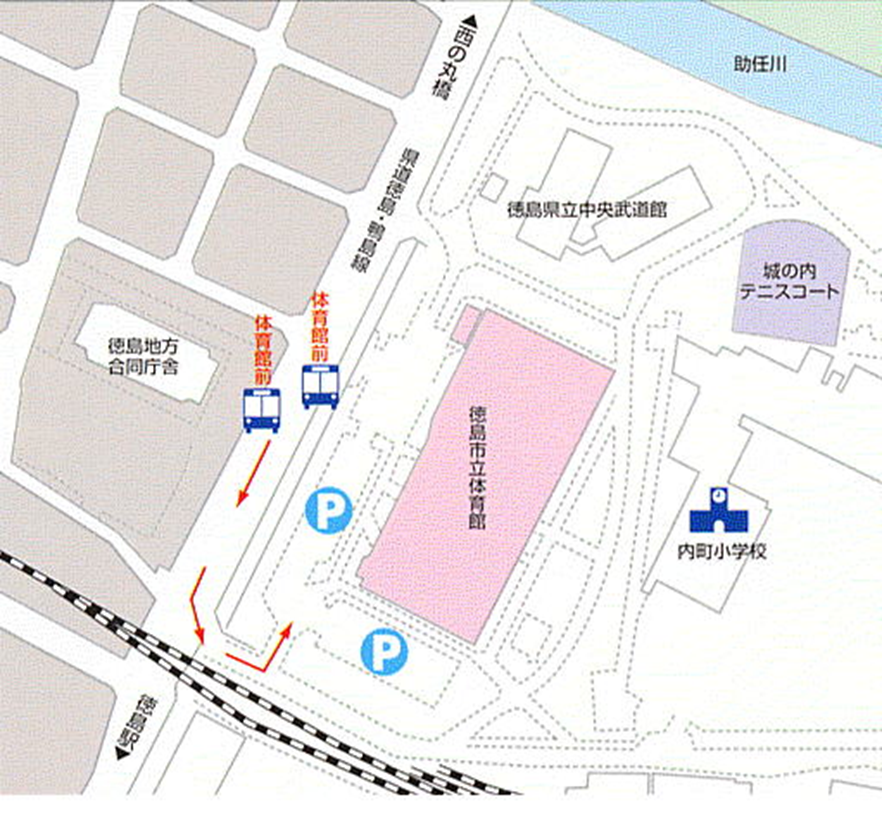 ▲西の丸橋
助任川
県道徳島・鴨島線
徳島県立中央武道館
城の内
テニスコート
体育館前
体育館前
徳島地方
合同庁舎
徳島市立体育館
P
内町小学校
P
徳島駅▼